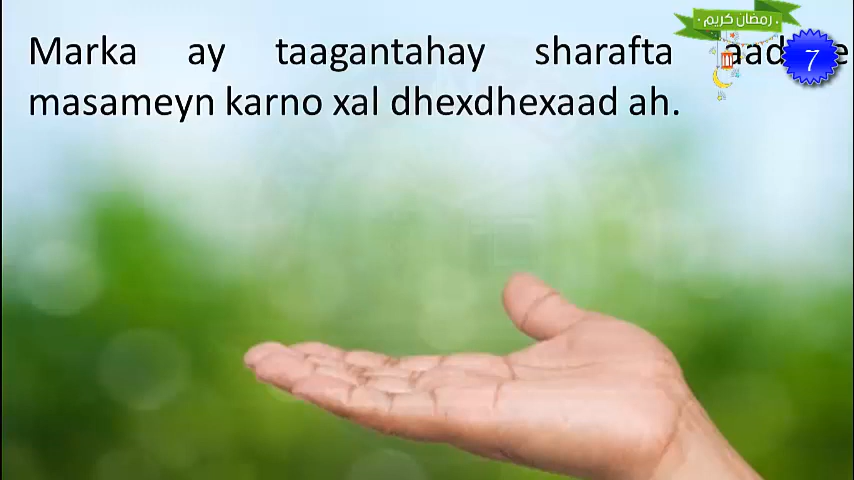 Marka ay taagantahay sharafta
masameyn karno xal dhexdhexaad ah.
رمضان كريم
7